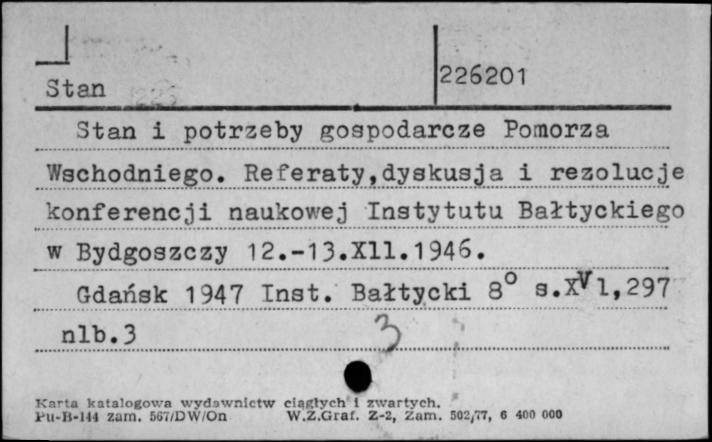 Stan
226201
Stan i potrzeby gospodarcze Pomorza
Wschodniego. Referaty,dyskusja i rezolucje
konferencji naukowej Instytutu Bałtyckiego
w Bydgoszczy 12.-13.Xll.1946.
Gdańsk 1947 Inst. Bałtycki 8° s.XVl,297
nlb.3
3
Karta katalogowa wydawnictw ciągłych i zwartych.
Pu-B-144 zam. 567/DW/On W.Z.Graf. Z-2, Zam. 502/77, 6 400 000